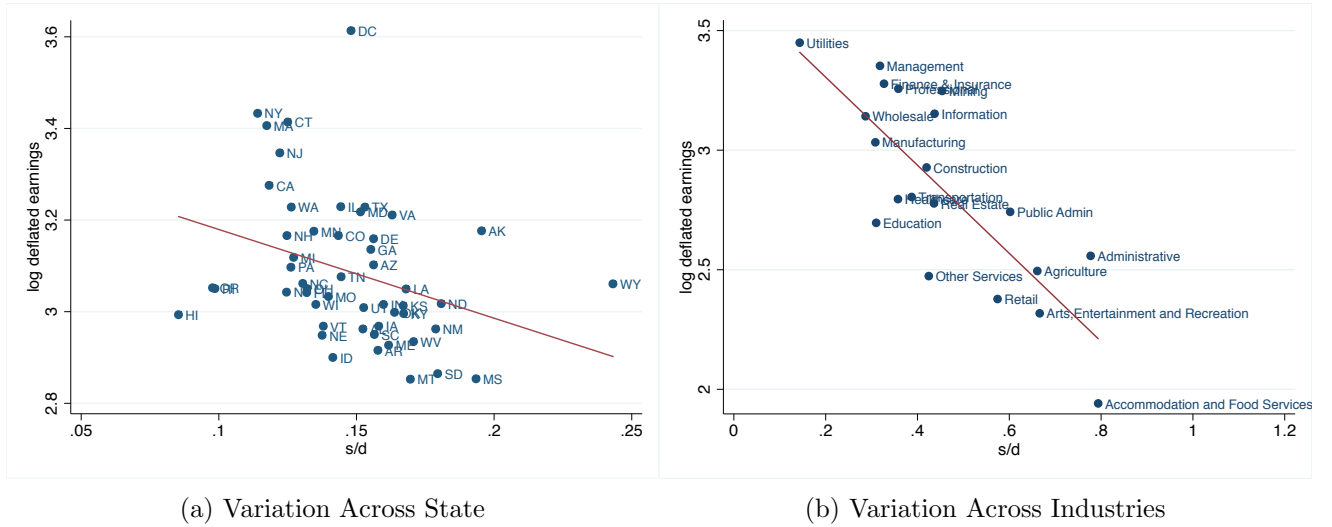 3.6
3.4
3.2
3
2.8
log deflated earnings
DC
NY
MA
CT
NJ
CA
WA
IL
TX
MD
VA
AK
NH
MN
CO
DE
GA
MI
PA
AZ
TN
NC
LA
WY
MO
WI
UT
IN
KS
KY
ND
HI
VT
NE
IA
SC
NM
ME
WV
AR
ID
MT
SD
MS
.05
.1
.15
.2
.25
s/d
3.5
3
2.5
2
log deflated earnings
Utilities
Management
Finance & Insurance
Professional
Mining
Wholesale
Information
Manufacturing
Construction
Transportation
Healthcare
Real Estate
Public Admin
Education
Administrative
Agriculture
Other Services
Retail
Arts,Entertainment and Recreation
Accommodation and Food Services
0
.2
.4
.6
.8
1
1.2
s/d
(a) Variation Across State
(b) Variation Across Industries